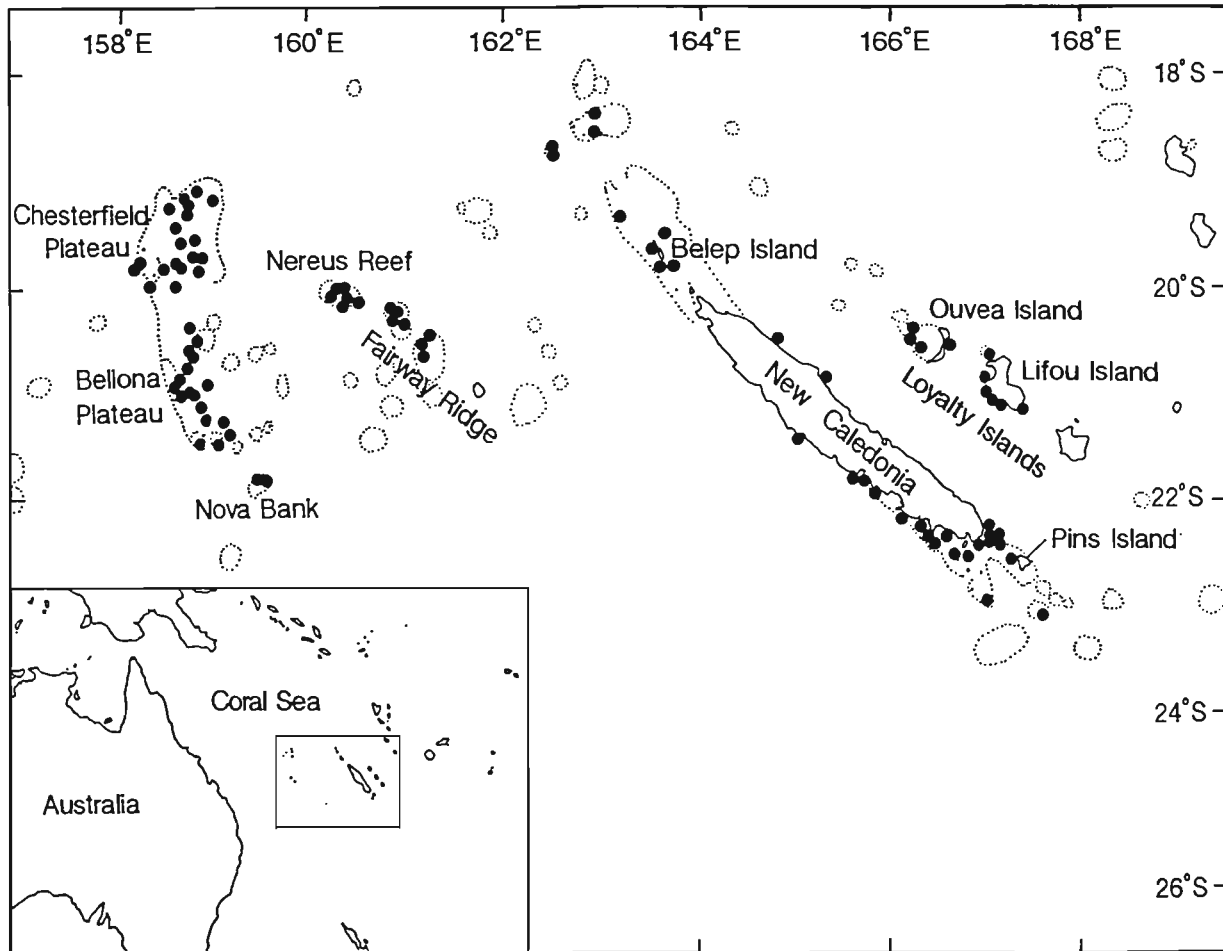 158°E 160°E 162°E 164°E 166°E 168°E
18°S
Chesterfield
Plateau
Nereus Reef
Belep Island
20°S
Ouvea Island
Fairway Ridge
Lifou Island
Bellona
Plateau
New Caledonia
Loyalty Islands
22°S
Nova Bank
Pins Island
Coral Sea
24°S
Australia
26°S